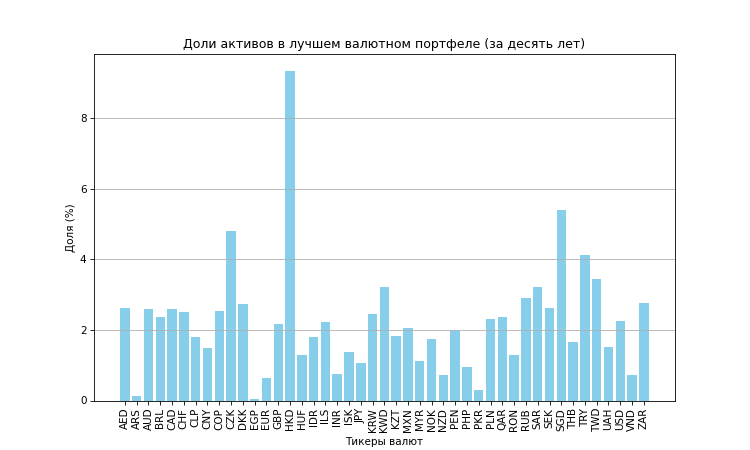 Доли активов в лучшем валютном портфеле (за десять лет)
Доля (%)
8
6
4
2
0
AED ARS AUD BRL CAD CHF CLP CNY COP CZK DKK EGP EUR GBP HKD HUF IDR ILS INR ISK JPY KRW KWD KZT MXN MYR NOK NZD PEN PHP PKR PLN QAR RON RUB SAR SEK SGD THB TRY TWD UAH USD VND ZAR
Тикеры валют